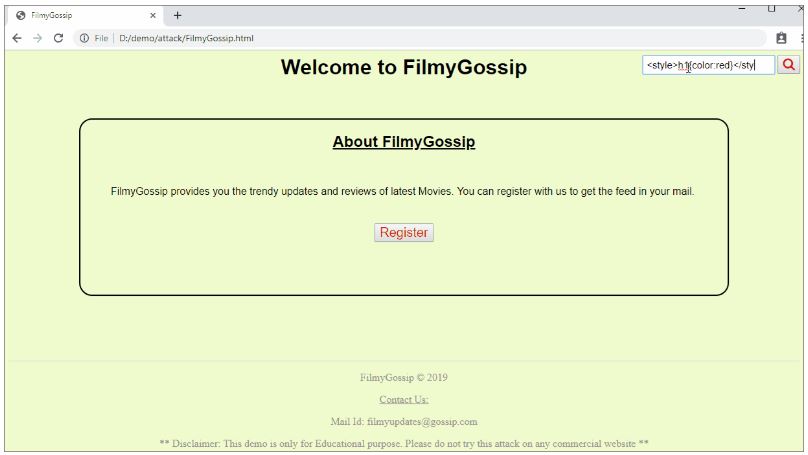 FilmyGossip
File D:/demo/attack/FilmyGossip.html
Welcome to FilmyGossip
<style>h1{color:red}</sty
About FilmyGossip
FilmyGossip provides you the trendy updates and reviews of latest Movies. You can register with us to get the feed in your mail.
Register
FilmyGossip © 2019
Contact Us:
Mail Id: filmyupdates@gossip.com
** Disclaimer: This demo is only for Educational purpose. Please do not try this attack on any commercial website **